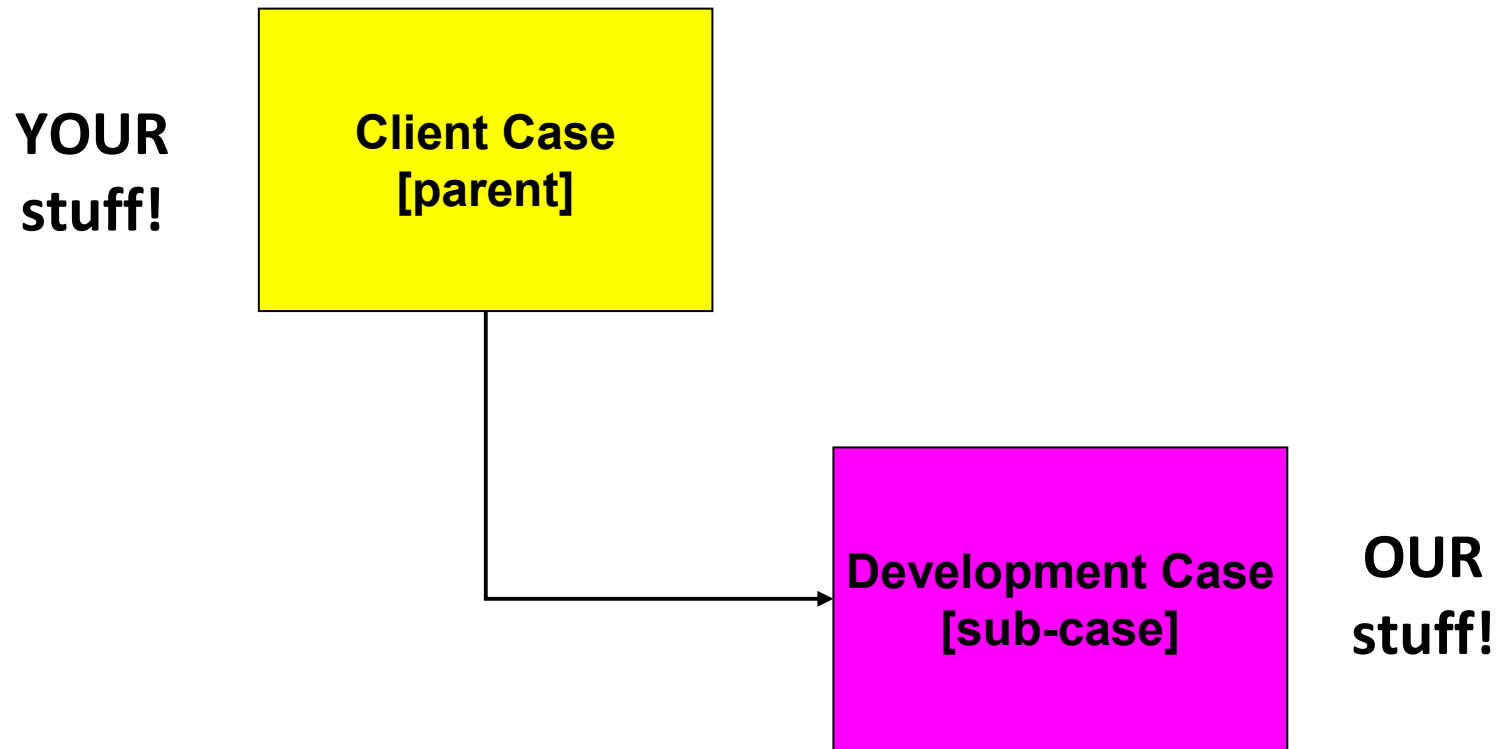 YOUR
stuff!
Client Case
[parent]
Development Case
[sub-case]
OUR
stuff!